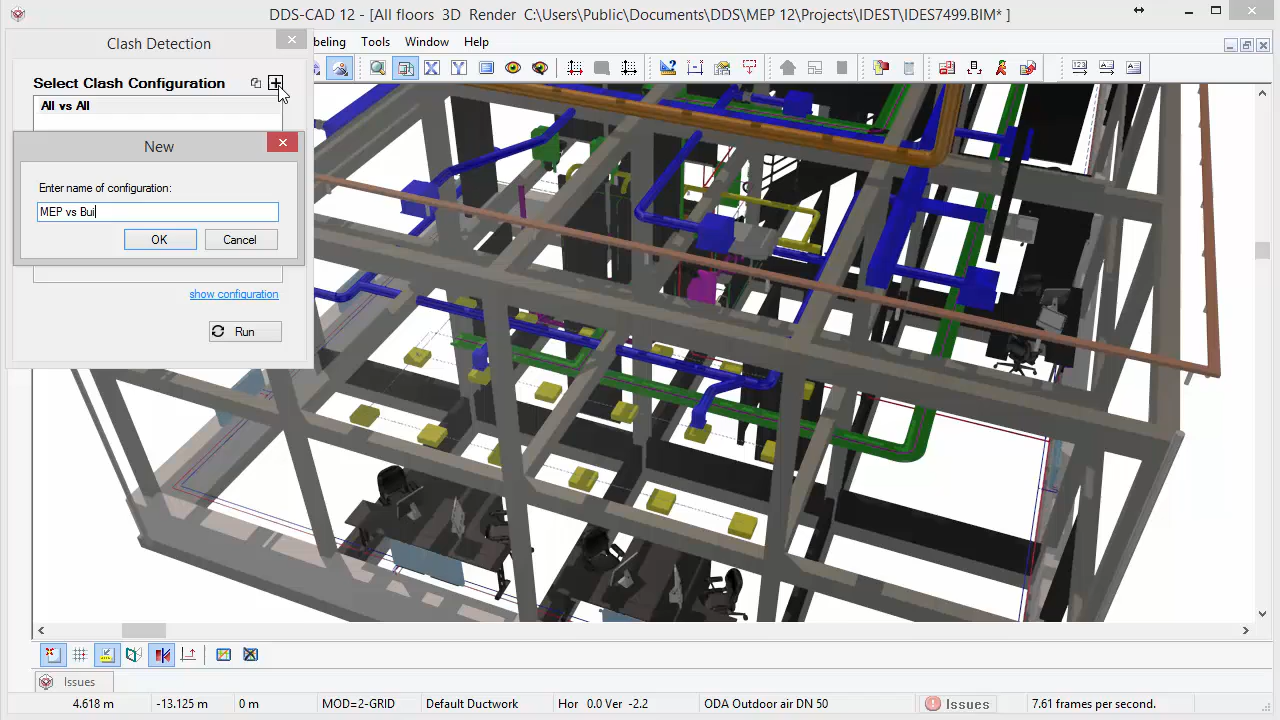 DDS-CAD 12 - [All floors  3D  Render  C:\Users\Public\Documents\DDS\MEP 12\Projects\IDEST\IDES7499.BIM* ]
Clash Detection
beling Tools Window Help
Select Clash Configuration
All vs All
New
Enter name of configuration:
MEP vs Bui
OK Cancel
show configuration
Run
Issues
4.618 m -13.125 m 0 m MOD=2-GRID Default Ductwork Hor 0.0 Ver -2.2 ODA Outdoor air DN 50 Issues 7.61 frames per second.